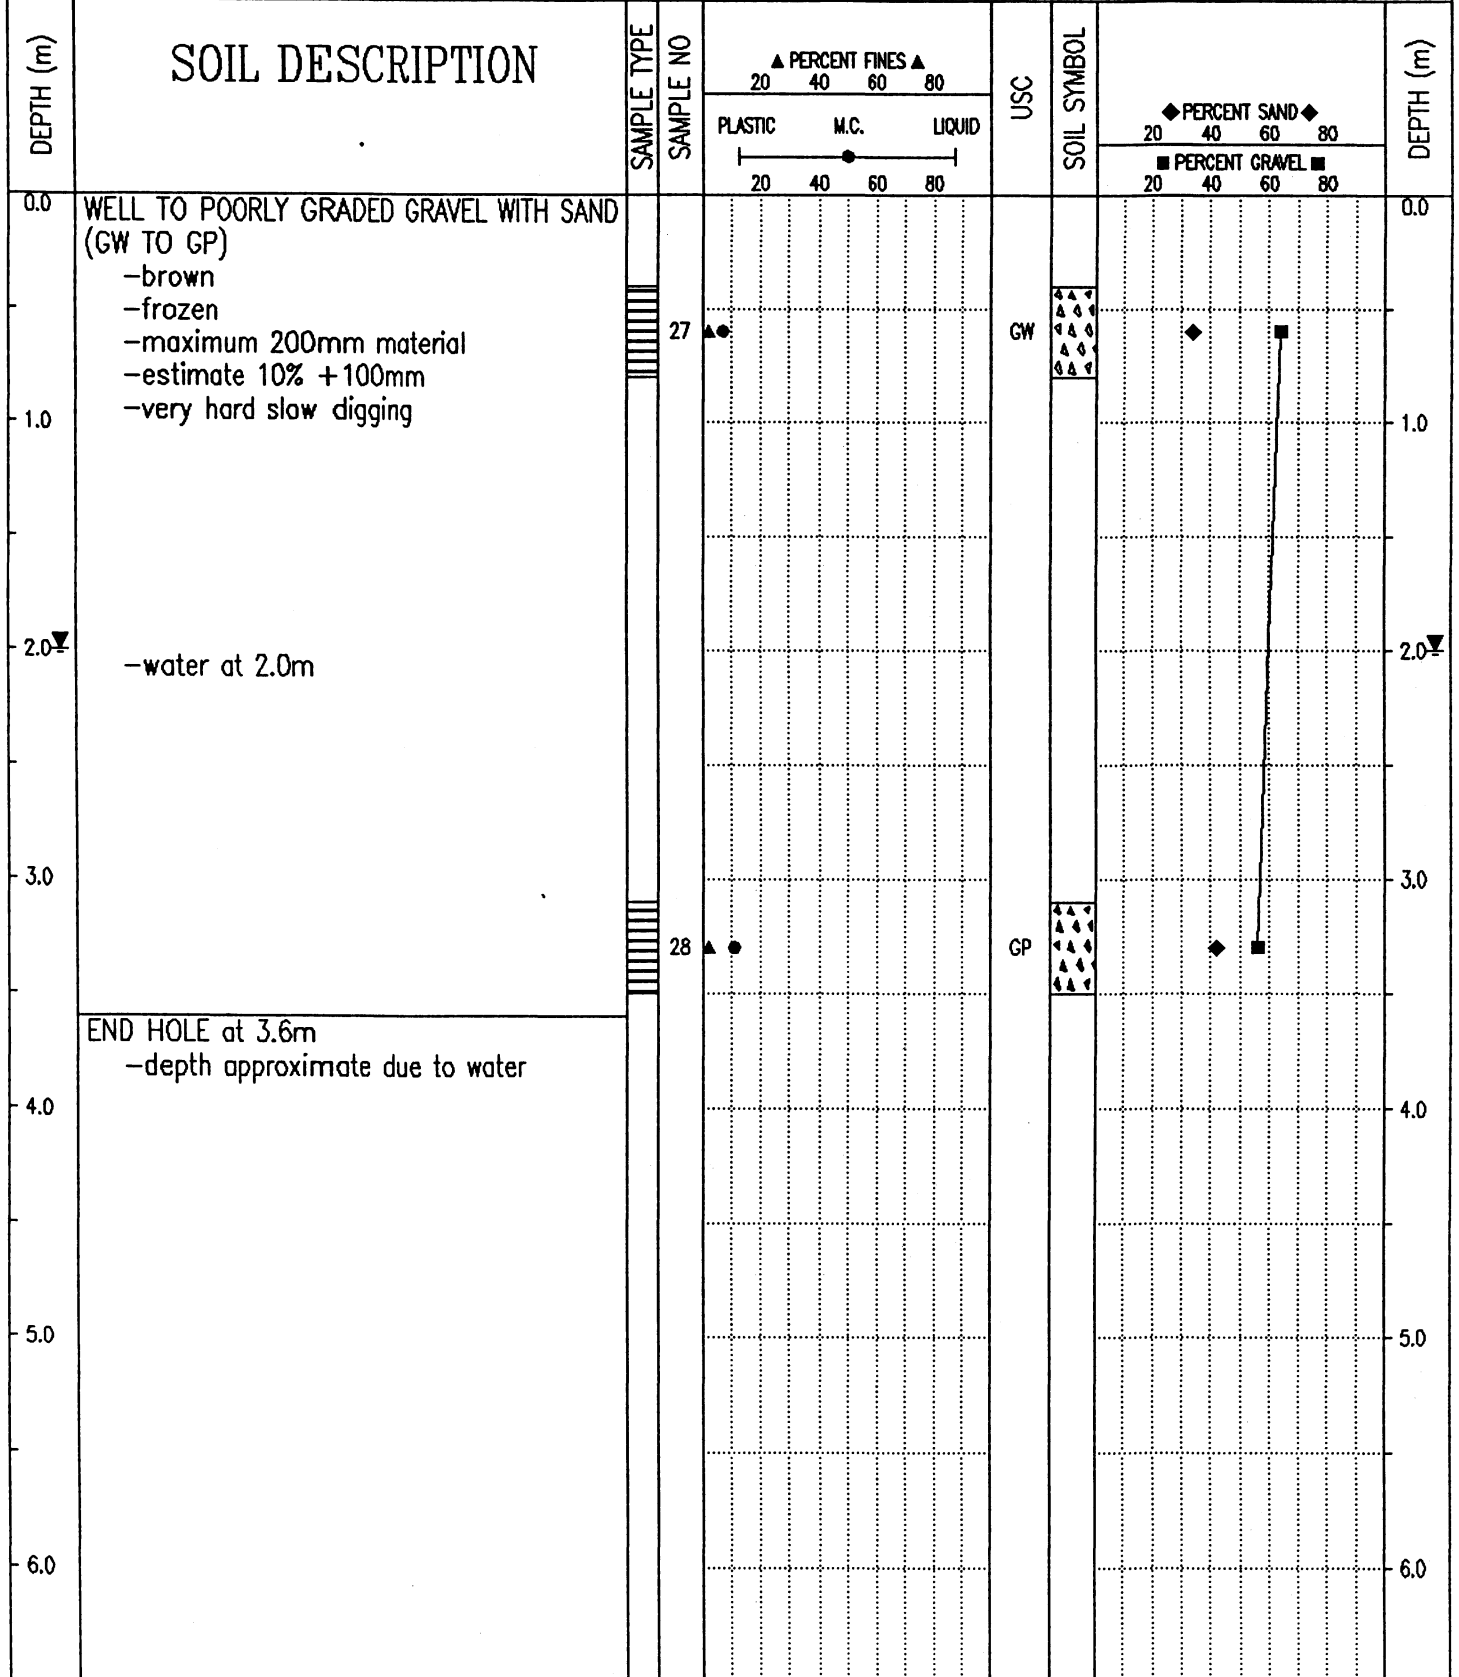 DEPTH (m)
SOIL DESCRIPTION
SAMPLE TYPE
SAMPLE NO
▲ PERCENT FINES ▲
20 40 60 80
PLASTIC M.C. LIQUID
20 40 60 80
USC
SOIL SYMBOL
◆ PERCENT SAND ◆
20 40 60 80
■ PERCENT GRAVEL ■
20 40 60 80
DEPTH (m)
0.0 WELL TO POORLY GRADED GRAVEL WITH SAND 0.0
(GW TO GP)
-brown
-frozen
-maximum 200mm material 27 GW
-estimate 10% +100mm
-very hard slow digging
1.0 1.0
2.0 2.0
-water at 2.0m
3.0 3.0
28 GP
END HOLE at 3.6m
-depth approximate due to water
4.0 4.0
5.0 5.0
6.0 6.0